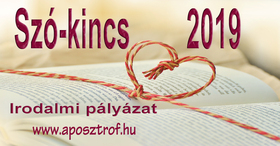 Szó-kincs 2019
Irodalmi pályázat
www.aposztrof.hu